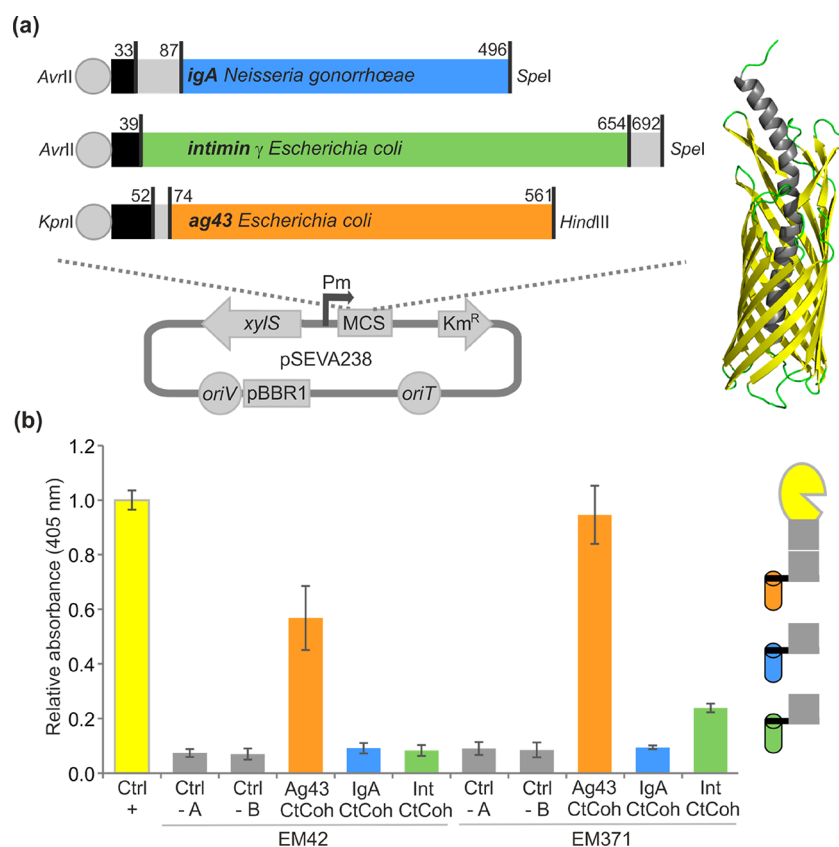 (a)
33 87 496
AvrII igA Neisseria gonorrhœae SpeI
39 654 692
AvrII intimin γ Escherichia coli SpeI
52 74 561
KpnI ag43 Escherichia coli HindIII
Pm
xylS MCS KmR
pSEVA238
oriV pBBR1 oriT
(b)
Relative absorbance (405 nm)
1.2
1.0
0.8
0.6
0.4
0.2
0.0
Ctrl Ctrl Ctrl Ag43 IgA Int Ctrl Ctrl Ag43 IgA Int
+ - A - B CtCoh CtCoh CtCoh - A - B CtCoh CtCoh CtCoh
EM42 EM371